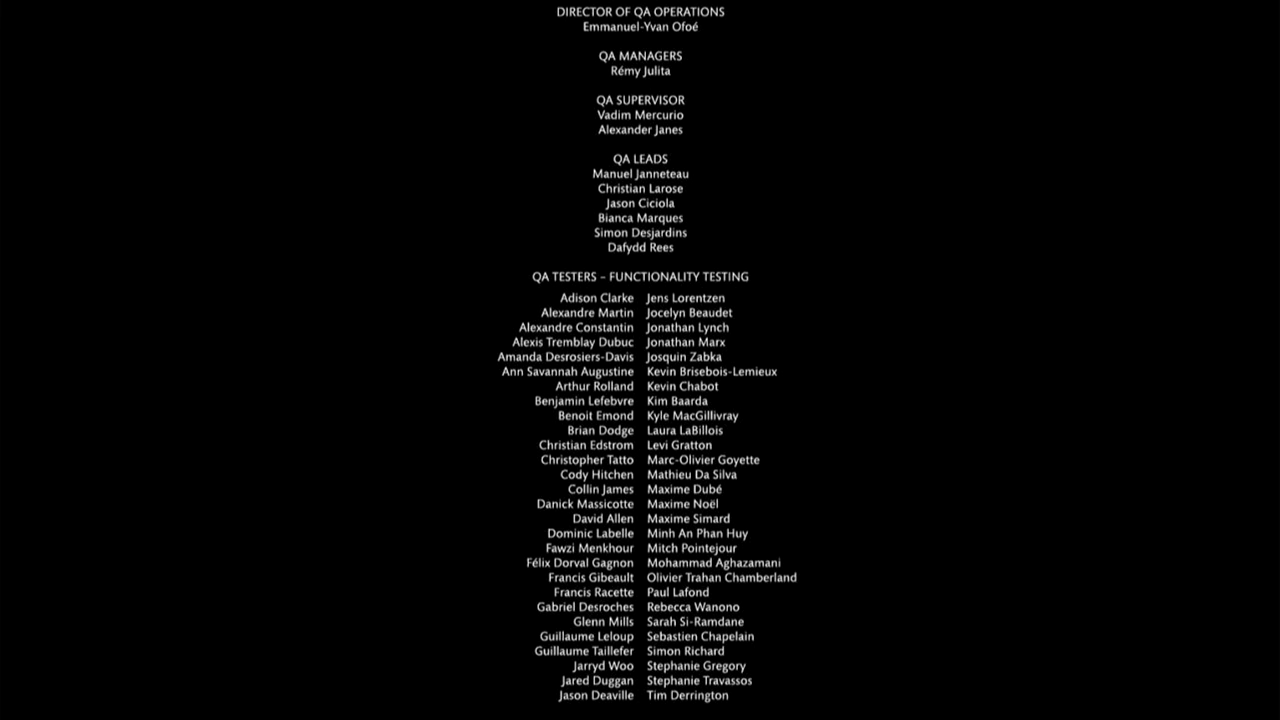 DIRECTOR OF QA OPERATIONS
Emmanuel-Yvan Ofoé
QA MANAGERS
Rémy Julita
QA SUPERVISOR
Vadim Mercurio
Alexander Janes
QA LEADS
Manuel Janneteau
Christian Larose
Jason Ciciola
Bianca Marques
Simon Desjardins
Dafydd Rees
QA TESTERS – FUNCTIONALITY TESTING
Adison Clarke Jens Lorentzen
Alexandre Martin Jocelyn Beaudet
Alexandre Constantin Jonathan Lynch
Alexis Tremblay Dubuc Jonathan Marx
Amanda Desrosiers-Davis Josquin Zabka
Ann Savannah Augustine Kevin Brisebois-Lemieux
Arthur Rolland Kevin Chabot
Benjamin Lefebvre Kim Baarda
Benoit Emond Kyle MacGillivray
Brian Dodge Laura LaBillois
Christian Edstrom Levi Gratton
Christopher Tatto Marc-Olivier Goyette
Cody Hitchen Mathieu Da Silva
Collin James Maxime Dubé
Danick Massicotte Maxime Noël
David Allen Maxime Simard
Dominic Labelle Minh An Phan Huy
Fawzi Menkhour Mitch Pointejour
Félix Dorval Gagnon Mohammad Aghazamani
Francis Gibeault Olivier Trahan Chamberland
Francis Racette Paul Lafond
Gabriel Desroches Rebecca Wanono
Glenn Mills Sarah Si-Ramdane
Guillaume Leloup Sebastien Chapelain
Guillaume Taillefer Simon Richard
Jarryd Woo Stephanie Gregory
Jared Duggan Stephanie Travassos
Jason Deaville Tim Derrington